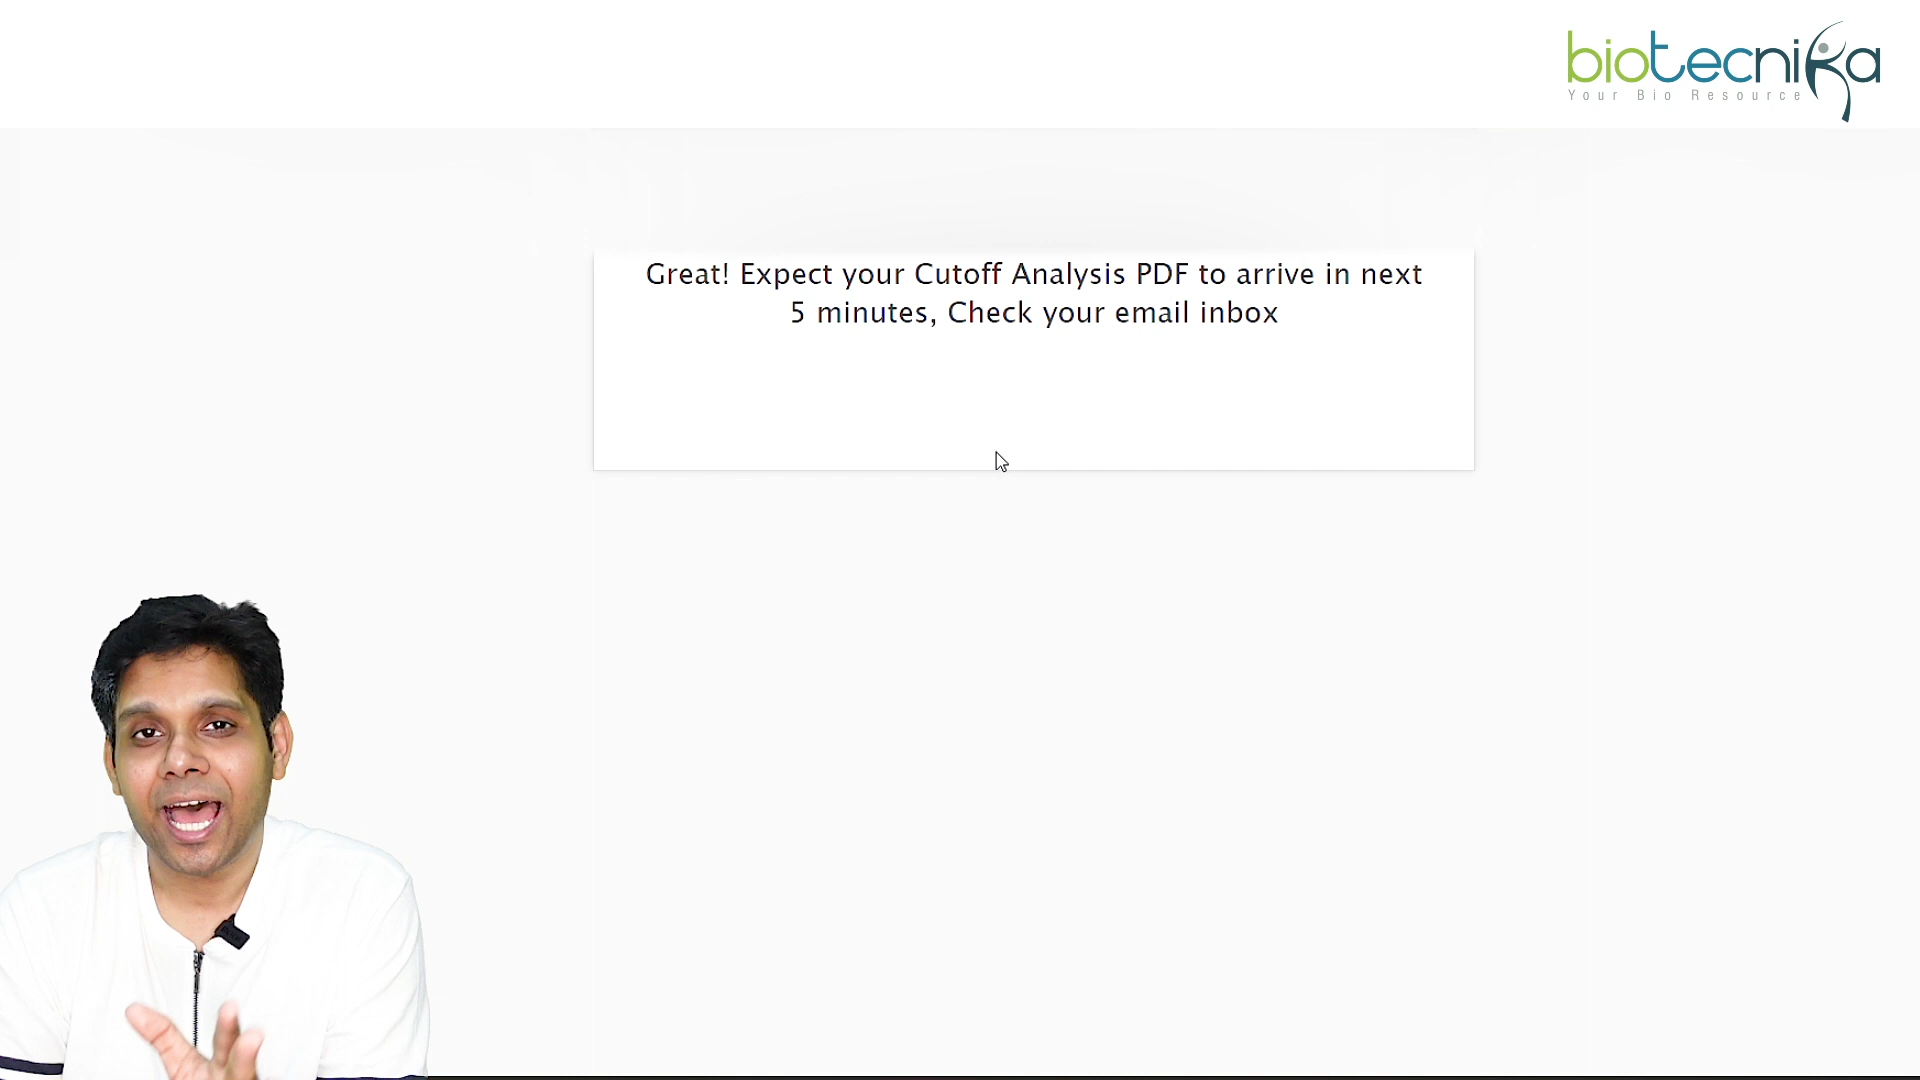 biotecnika
Your Bio Resource
Great! Expect your Cutoff Analysis PDF to arrive in next
5 minutes, Check your email inbox